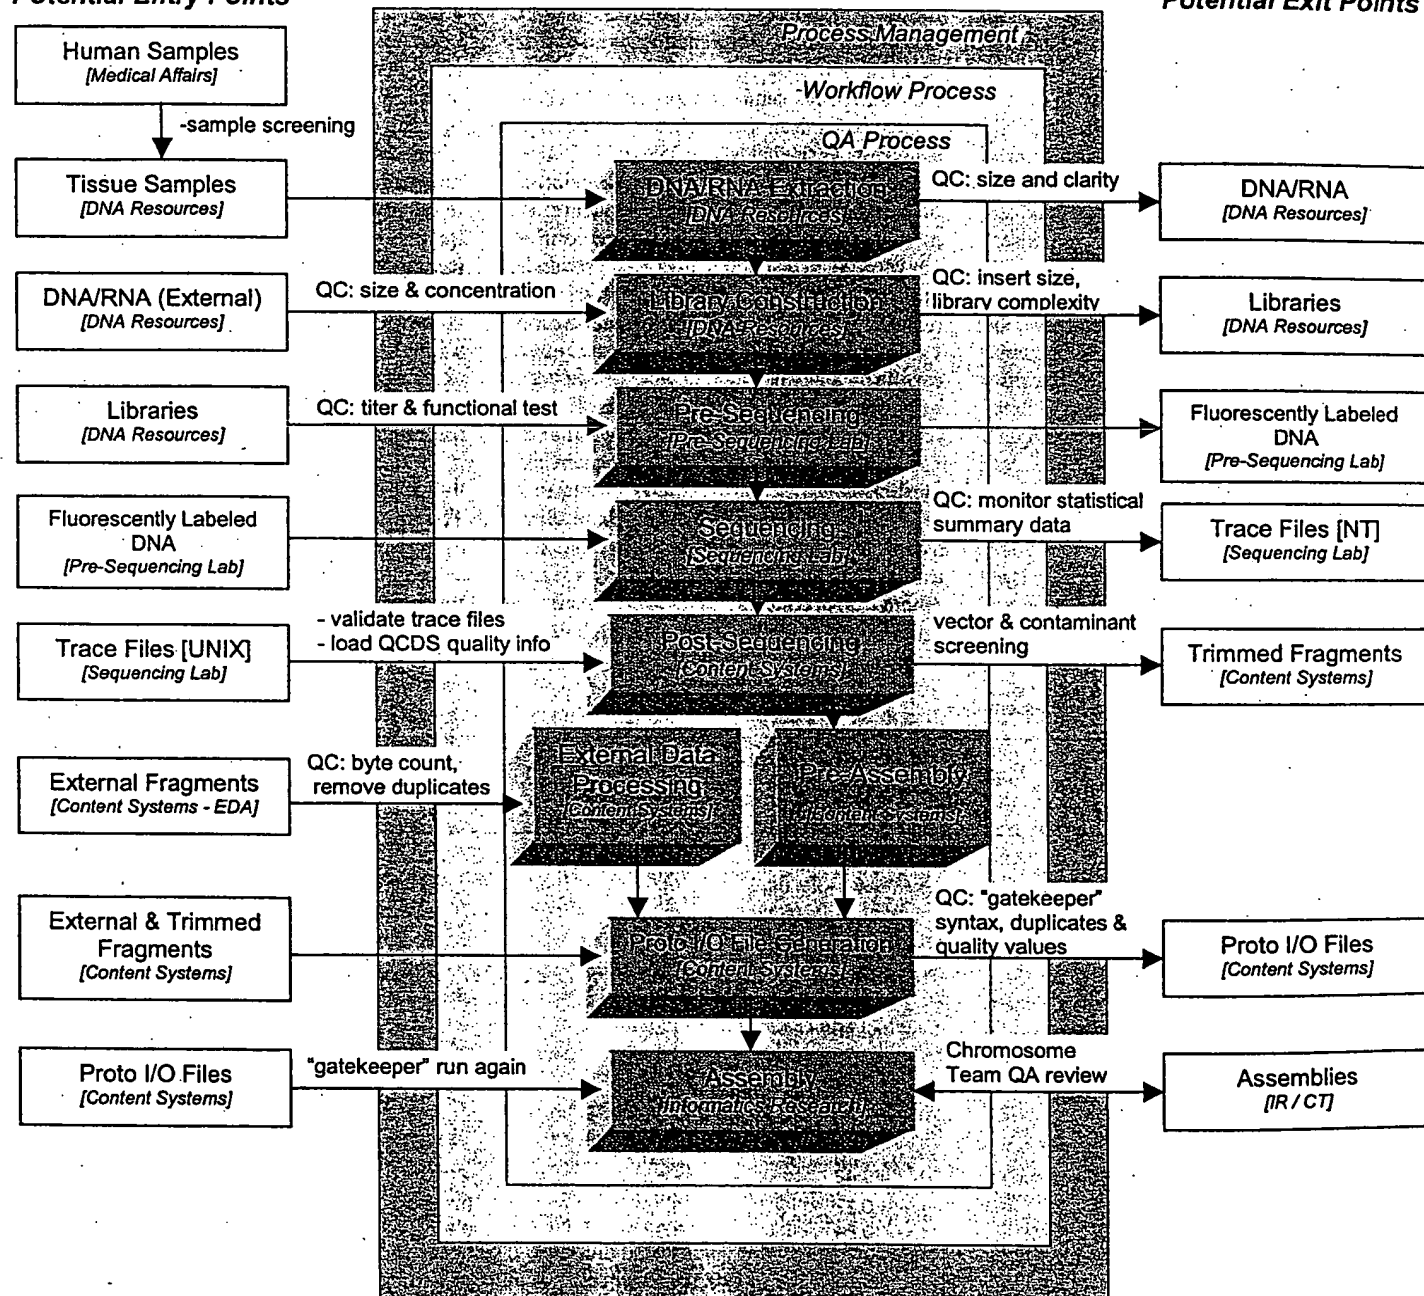 Potential Entry Points
Potential Exit Points
Process Management
Workflow Process
QA Process
Human Samples
[Medical Affairs]
-sample screening
Tissue Samples
[DNA Resources]
DNA/RNA Extraction
[DNA Resources]
QC: size and clarity
DNA/RNA
[DNA Resources]
DNA/RNA (External)
[DNA Resources]
QC: size & concentration
Library Construction
[DNA Resources]
QC: insert size,
library complexity
Libraries
[DNA Resources]
Libraries
[DNA Resources]
QC: titer & functional test
Pre-Sequencing
[Pre-Sequencing Lab]
Fluorescently Labeled
DNA
[Pre-Sequencing Lab]
Fluorescently Labeled
DNA
[Pre-Sequencing Lab]
Sequencing
[Sequencing Lab]
QC: monitor statistical
summary data
Trace Files [NT]
[Sequencing Lab]
Trace Files [UNIX]
[Sequencing Lab]
- validate trace files
- load QCDS quality info
Post-Sequencing
[Content Systems]
vector & contaminant
screening
Trimmed Fragments
[Content Systems]
External Fragments
[Content Systems - EDA]
QC: byte count,
remove duplicates
External Data
Processing
[Content Systems]
Pre-Assembly
[Content Systems]
External & Trimmed
Fragments
[Content Systems]
Proto I/O File Generation
[Content Systems]
QC: "gatekeeper"
syntax, duplicates &
quality values
Proto I/O Files
[Content Systems]
Proto I/O Files
[Content Systems]
"gatekeeper" run again
Assembly
[Informatics Research]
Chromosome
Team QA review
Assemblies
[IR / CT]